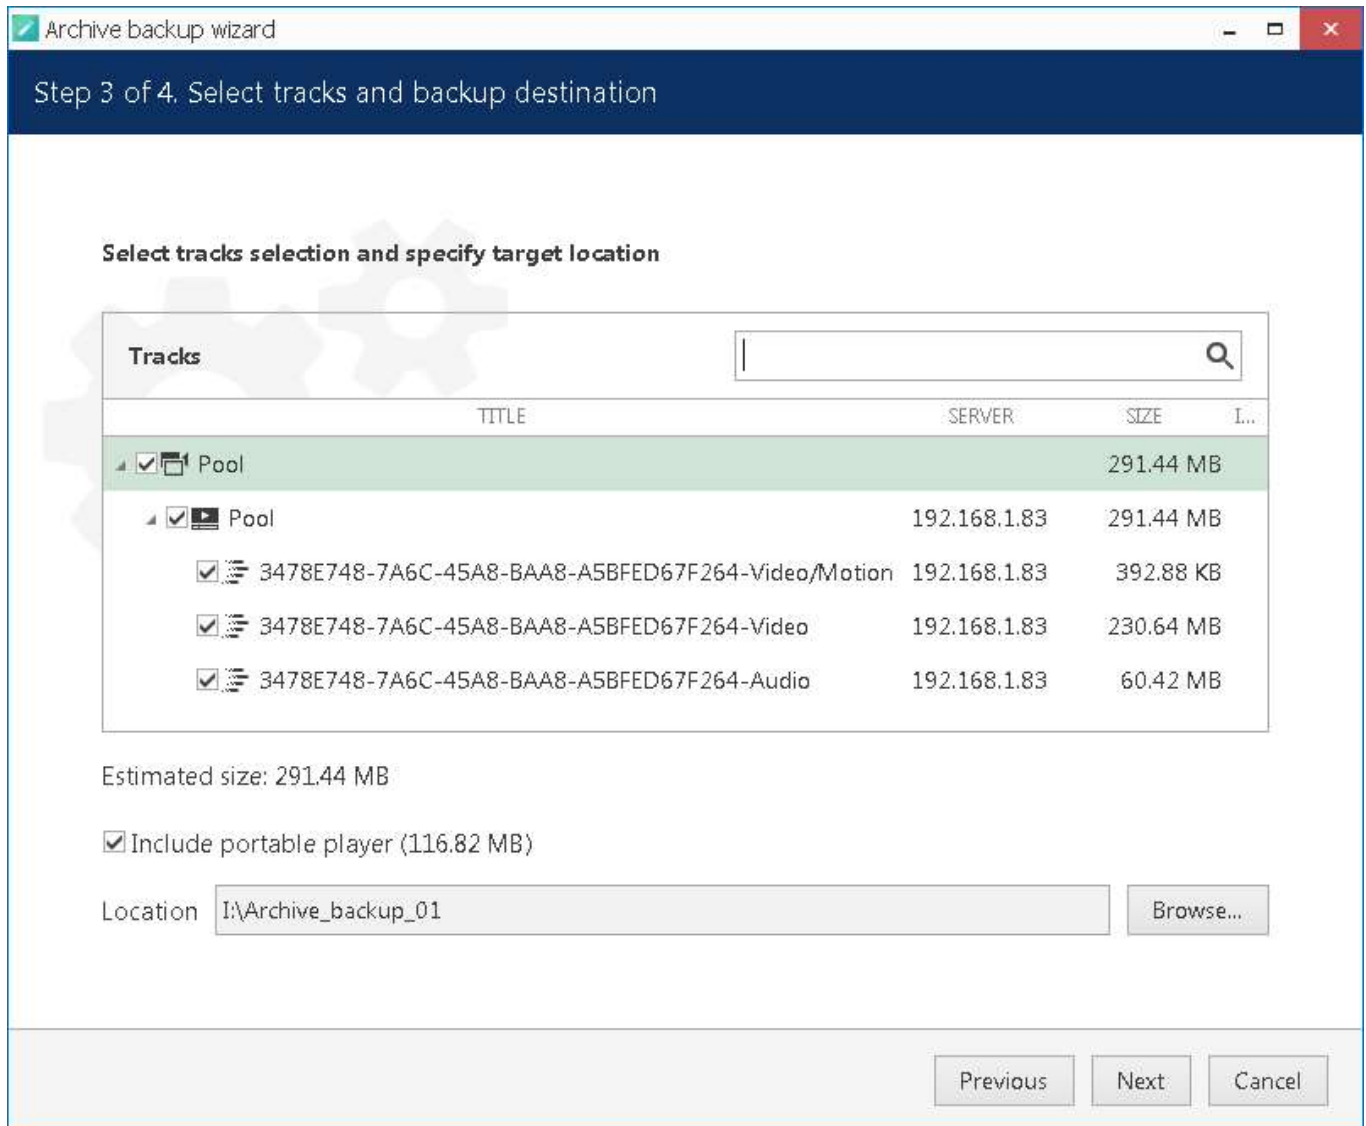 Archive backup wizard
Step 3 of 4. Select tracks and backup destination
Select tracks selection and specify target location
Tracks
TITLE SERVER SIZE I...
Pool 291.44 MB
Pool 192.168.1.83 291.44 MB
3478E748-7A6C-45A8-BAA8-A5BFED67F264-Video/Motion 192.168.1.83 392.88 KB
3478E748-7A6C-45A8-BAA8-A5BFED67F264-Video 192.168.1.83 230.64 MB
3478E748-7A6C-45A8-BAA8-A5BFED67F264-Audio 192.168.1.83 60.42 MB
Estimated size: 291.44 MB
Include portable player (116.82 MB)
Location I:\Archive_backup_01 Browse...
Previous Next Cancel